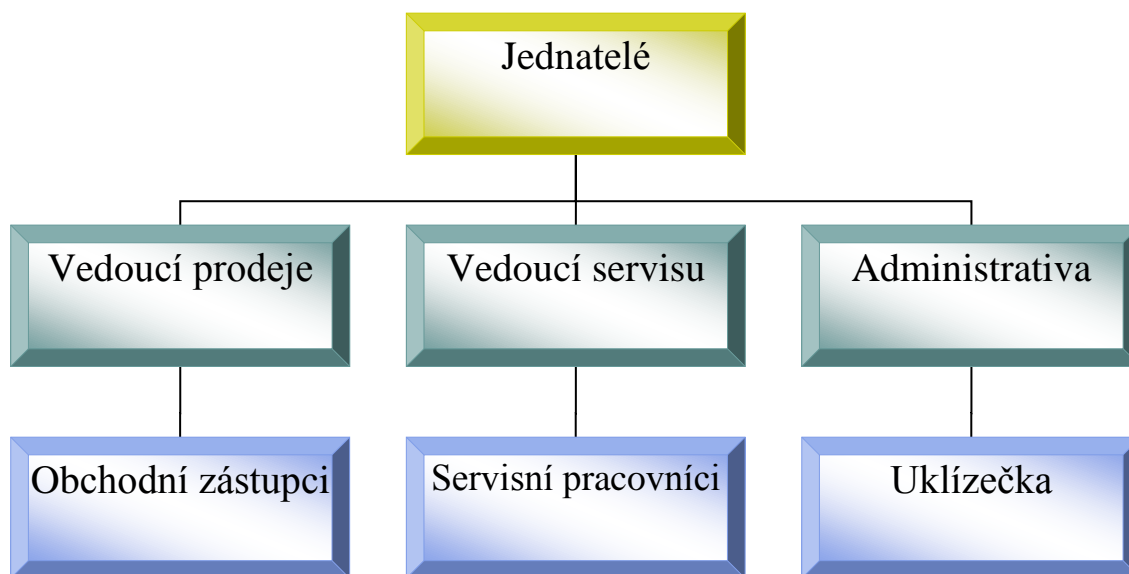 Jednatelé
Vedoucí prodeje
Vedoucí servisu
Administrativa
Obchodní zástupci
Servisní pracovníci
Uklízečka